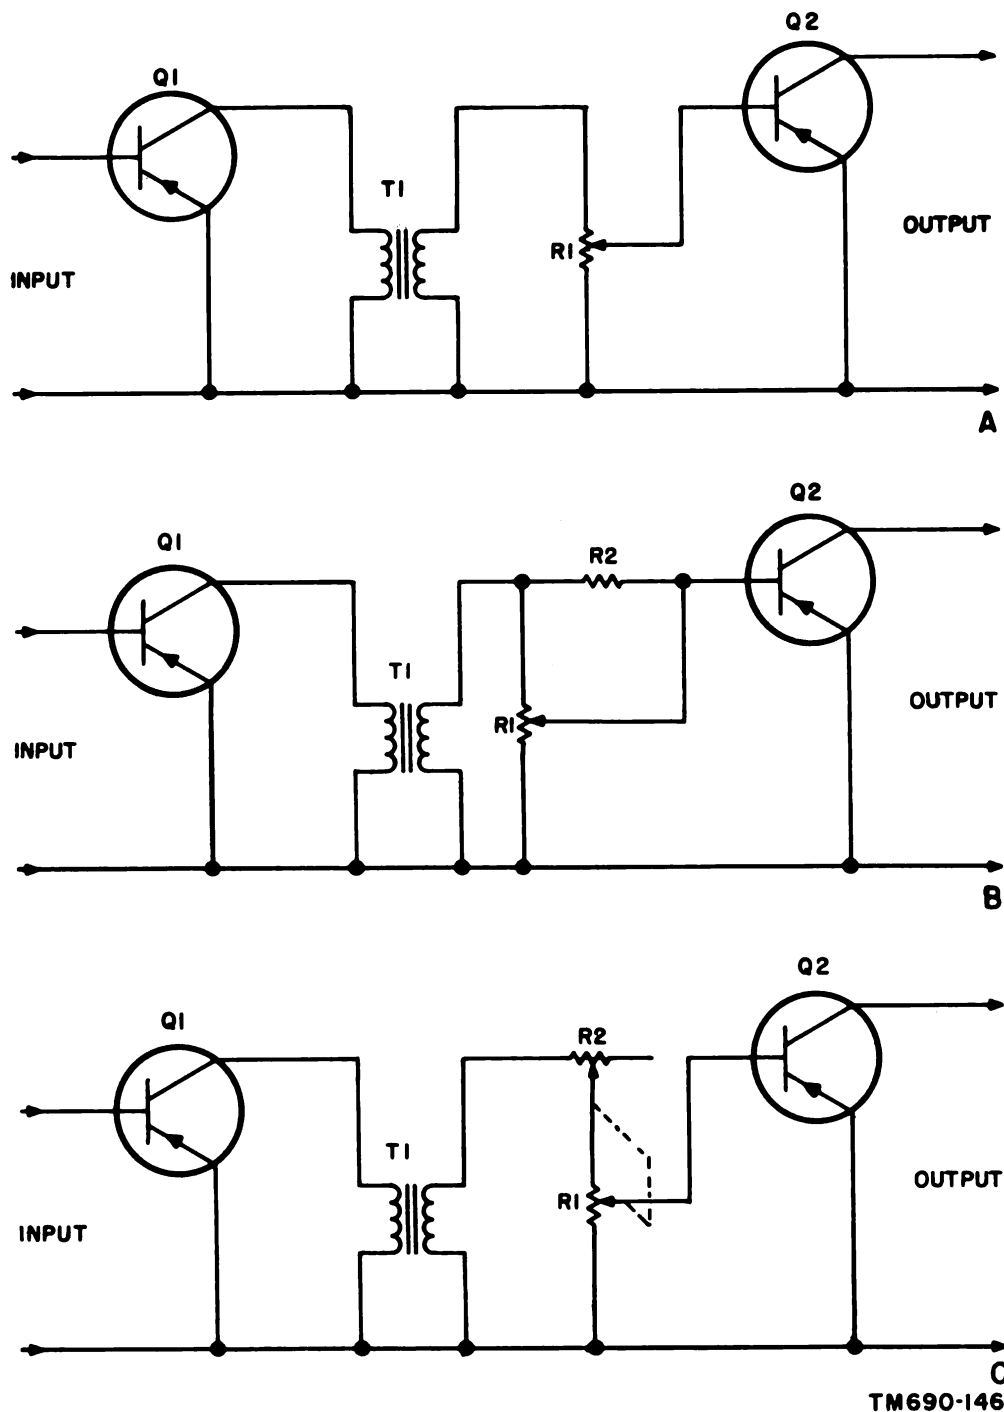 Q2
Q1
T1
R1
OUTPUT
INPUT
A
Q2
Q1
R2
T1
R1
OUTPUT
INPUT
B
Q2
Q1
R2
T1
R1
OUTPUT
INPUT
C
TM690-146